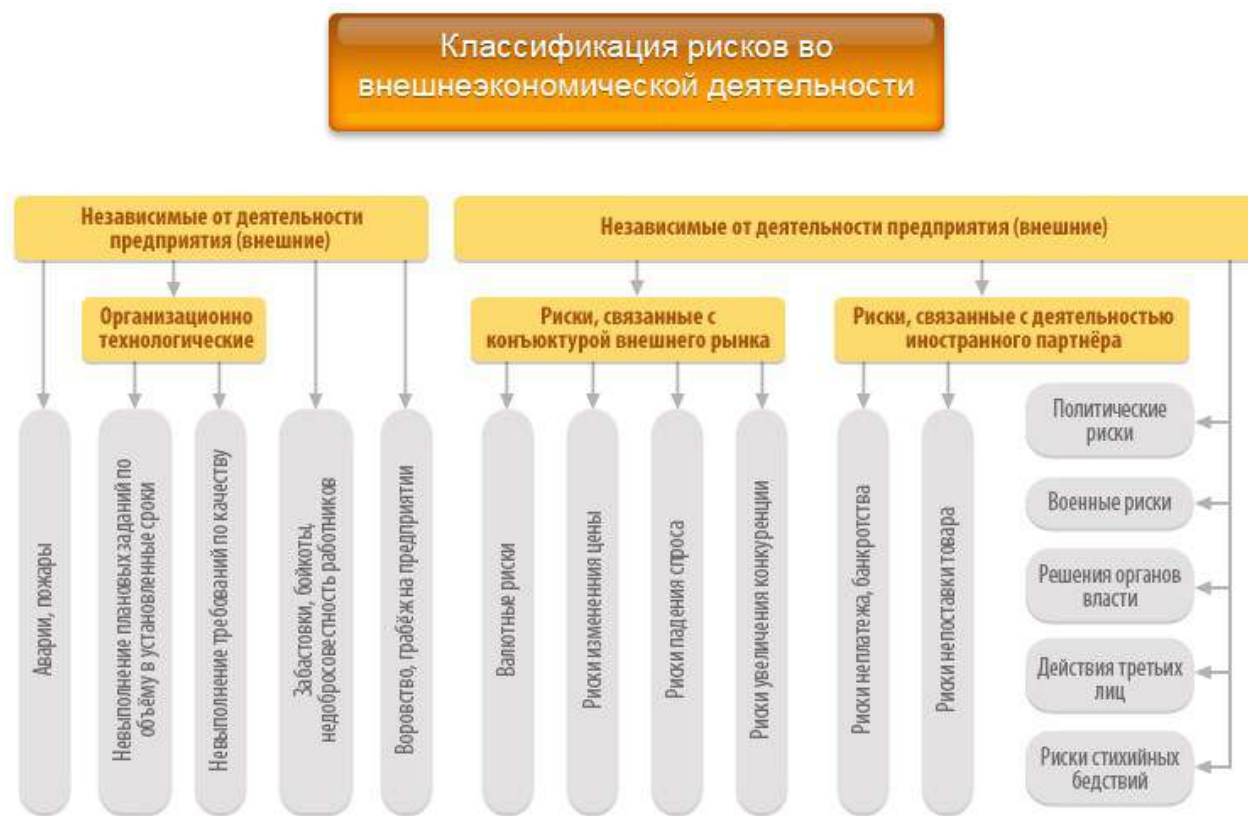 Классификация рисков во
внешнеэкономической деятельности
Независимые от деятельности
предприятия (внешние)
Независимые от деятельности предприятия (внешние)
Организационно
технологические
Риски, связанные с
конъюктурой внешнего рынка
Риски, связанные с деятельностью
иностранного партнёра
Аварии, пожары
Невыполнение плановых заданий по
объёму в установленные сроки
Невыполнение требований по качеству
Забастовки, бойкоты,
недобросовестность работников
Воровство, грабёж на предприятии
Валютные риски
Риски измененния цены
Риски падения спроса
Риски увеличения конкуренции
Риски неплатежа, банкротства
Риски непоставки товара
Политические
риски
Военные риски
Решения органов
власти
Действия третьих
лиц
Риски стихийных
бедствий